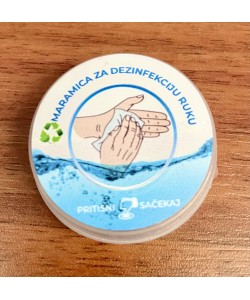 MARAMICA ZA DEZINFEKCIJU RUKU
PRITISNI SAČEKAJ